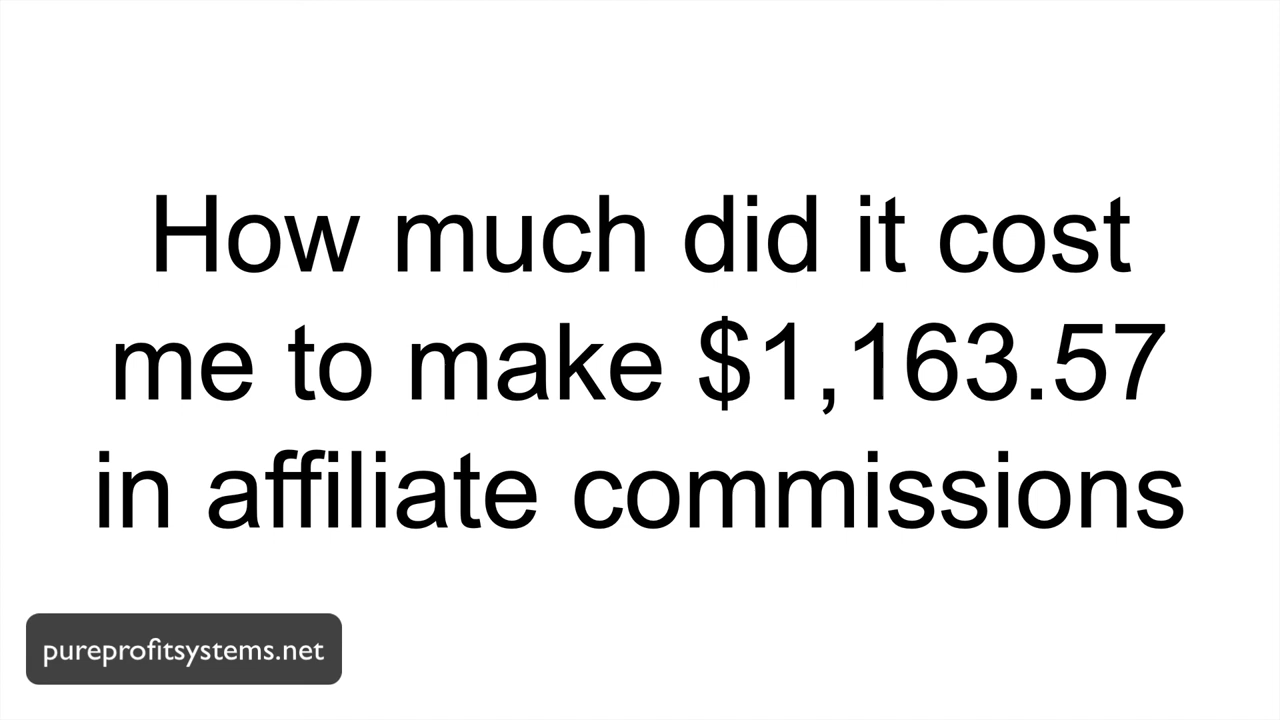 How much did it cost
me to make $1,163.57
in affiliate commissions
pureprofitsystems.net